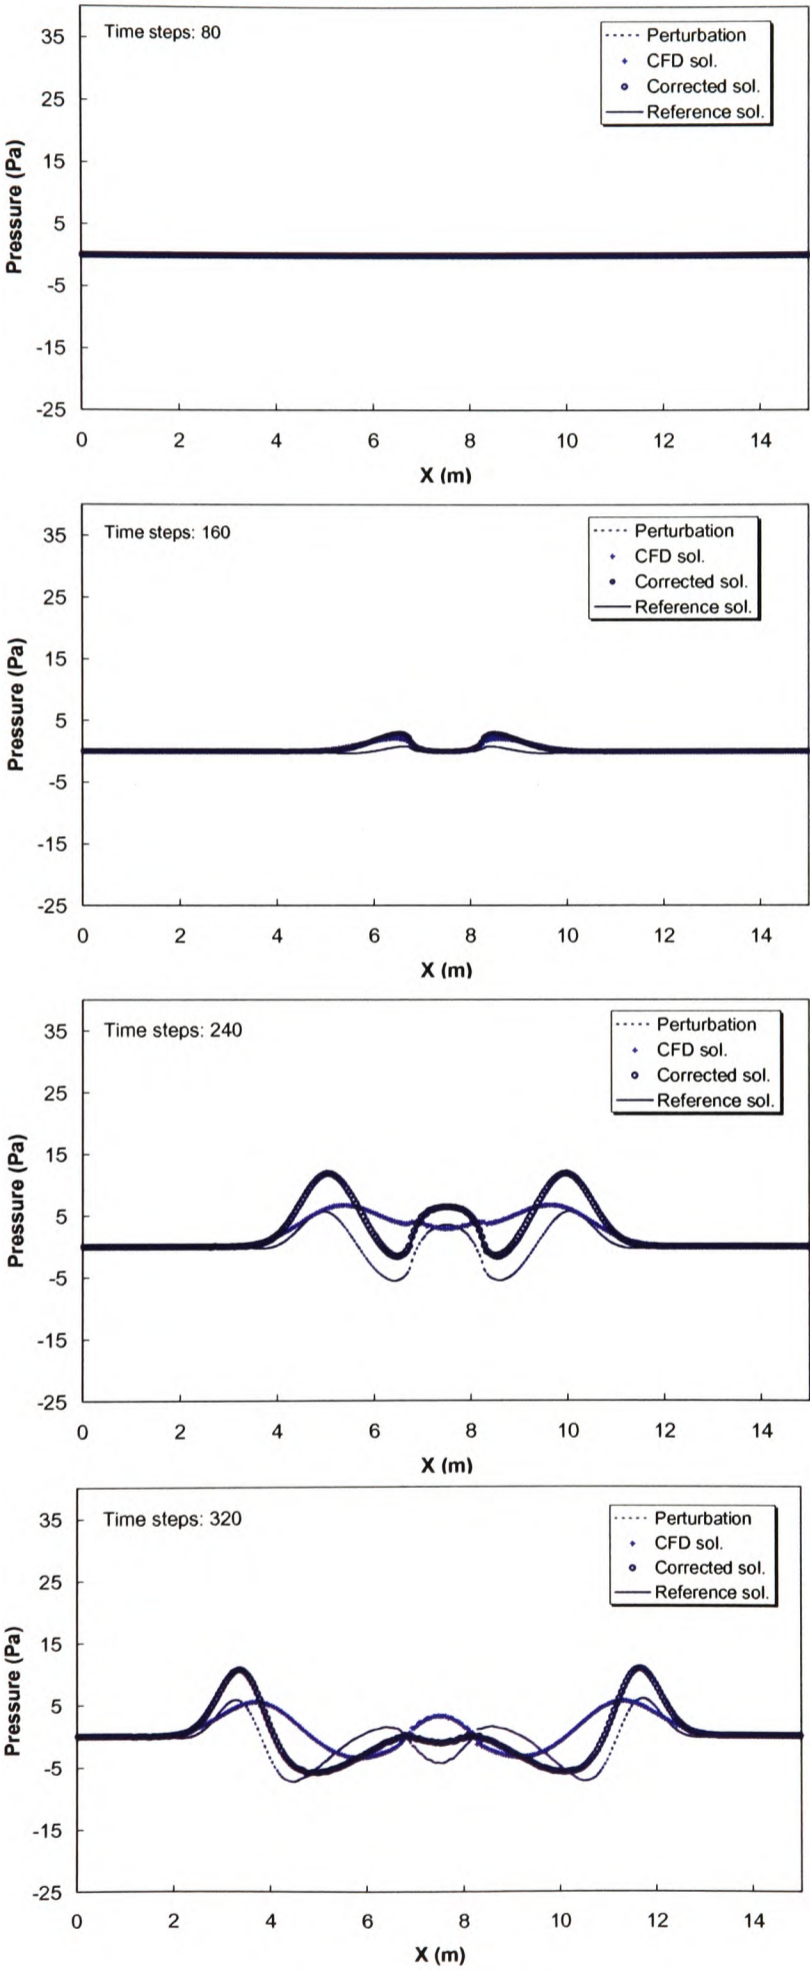 Time steps: 80
Perturbation
CFD sol.
Corrected sol.
Reference sol.
Pressure (Pa)
35
25
15
5
-5
-15
-25
0 2 4 6 8 10 12 14
X (m)
Time steps: 160
Perturbation
CFD sol.
Corrected sol.
Reference sol.
Pressure (Pa)
35
25
15
5
-5
-15
-25
0 2 4 6 8 10 12 14
X (m)
Time steps: 240
Perturbation
CFD sol.
Corrected sol.
Reference sol.
Pressure (Pa)
35
25
15
5
-5
-15
-25
0 2 4 6 8 10 12 14
X (m)
Time steps: 320
Perturbation
CFD sol.
Corrected sol.
Reference sol.
Pressure (Pa)
35
25
15
5
-5
-15
-25
0 2 4 6 8 10 12 14
X (m)